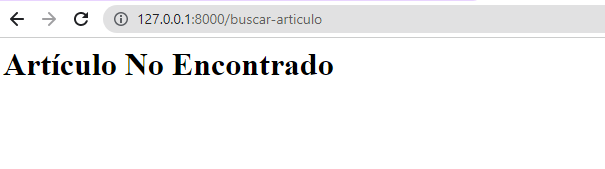 127.0.0.1:8000/buscar-articulo
Artículo No Encontrado